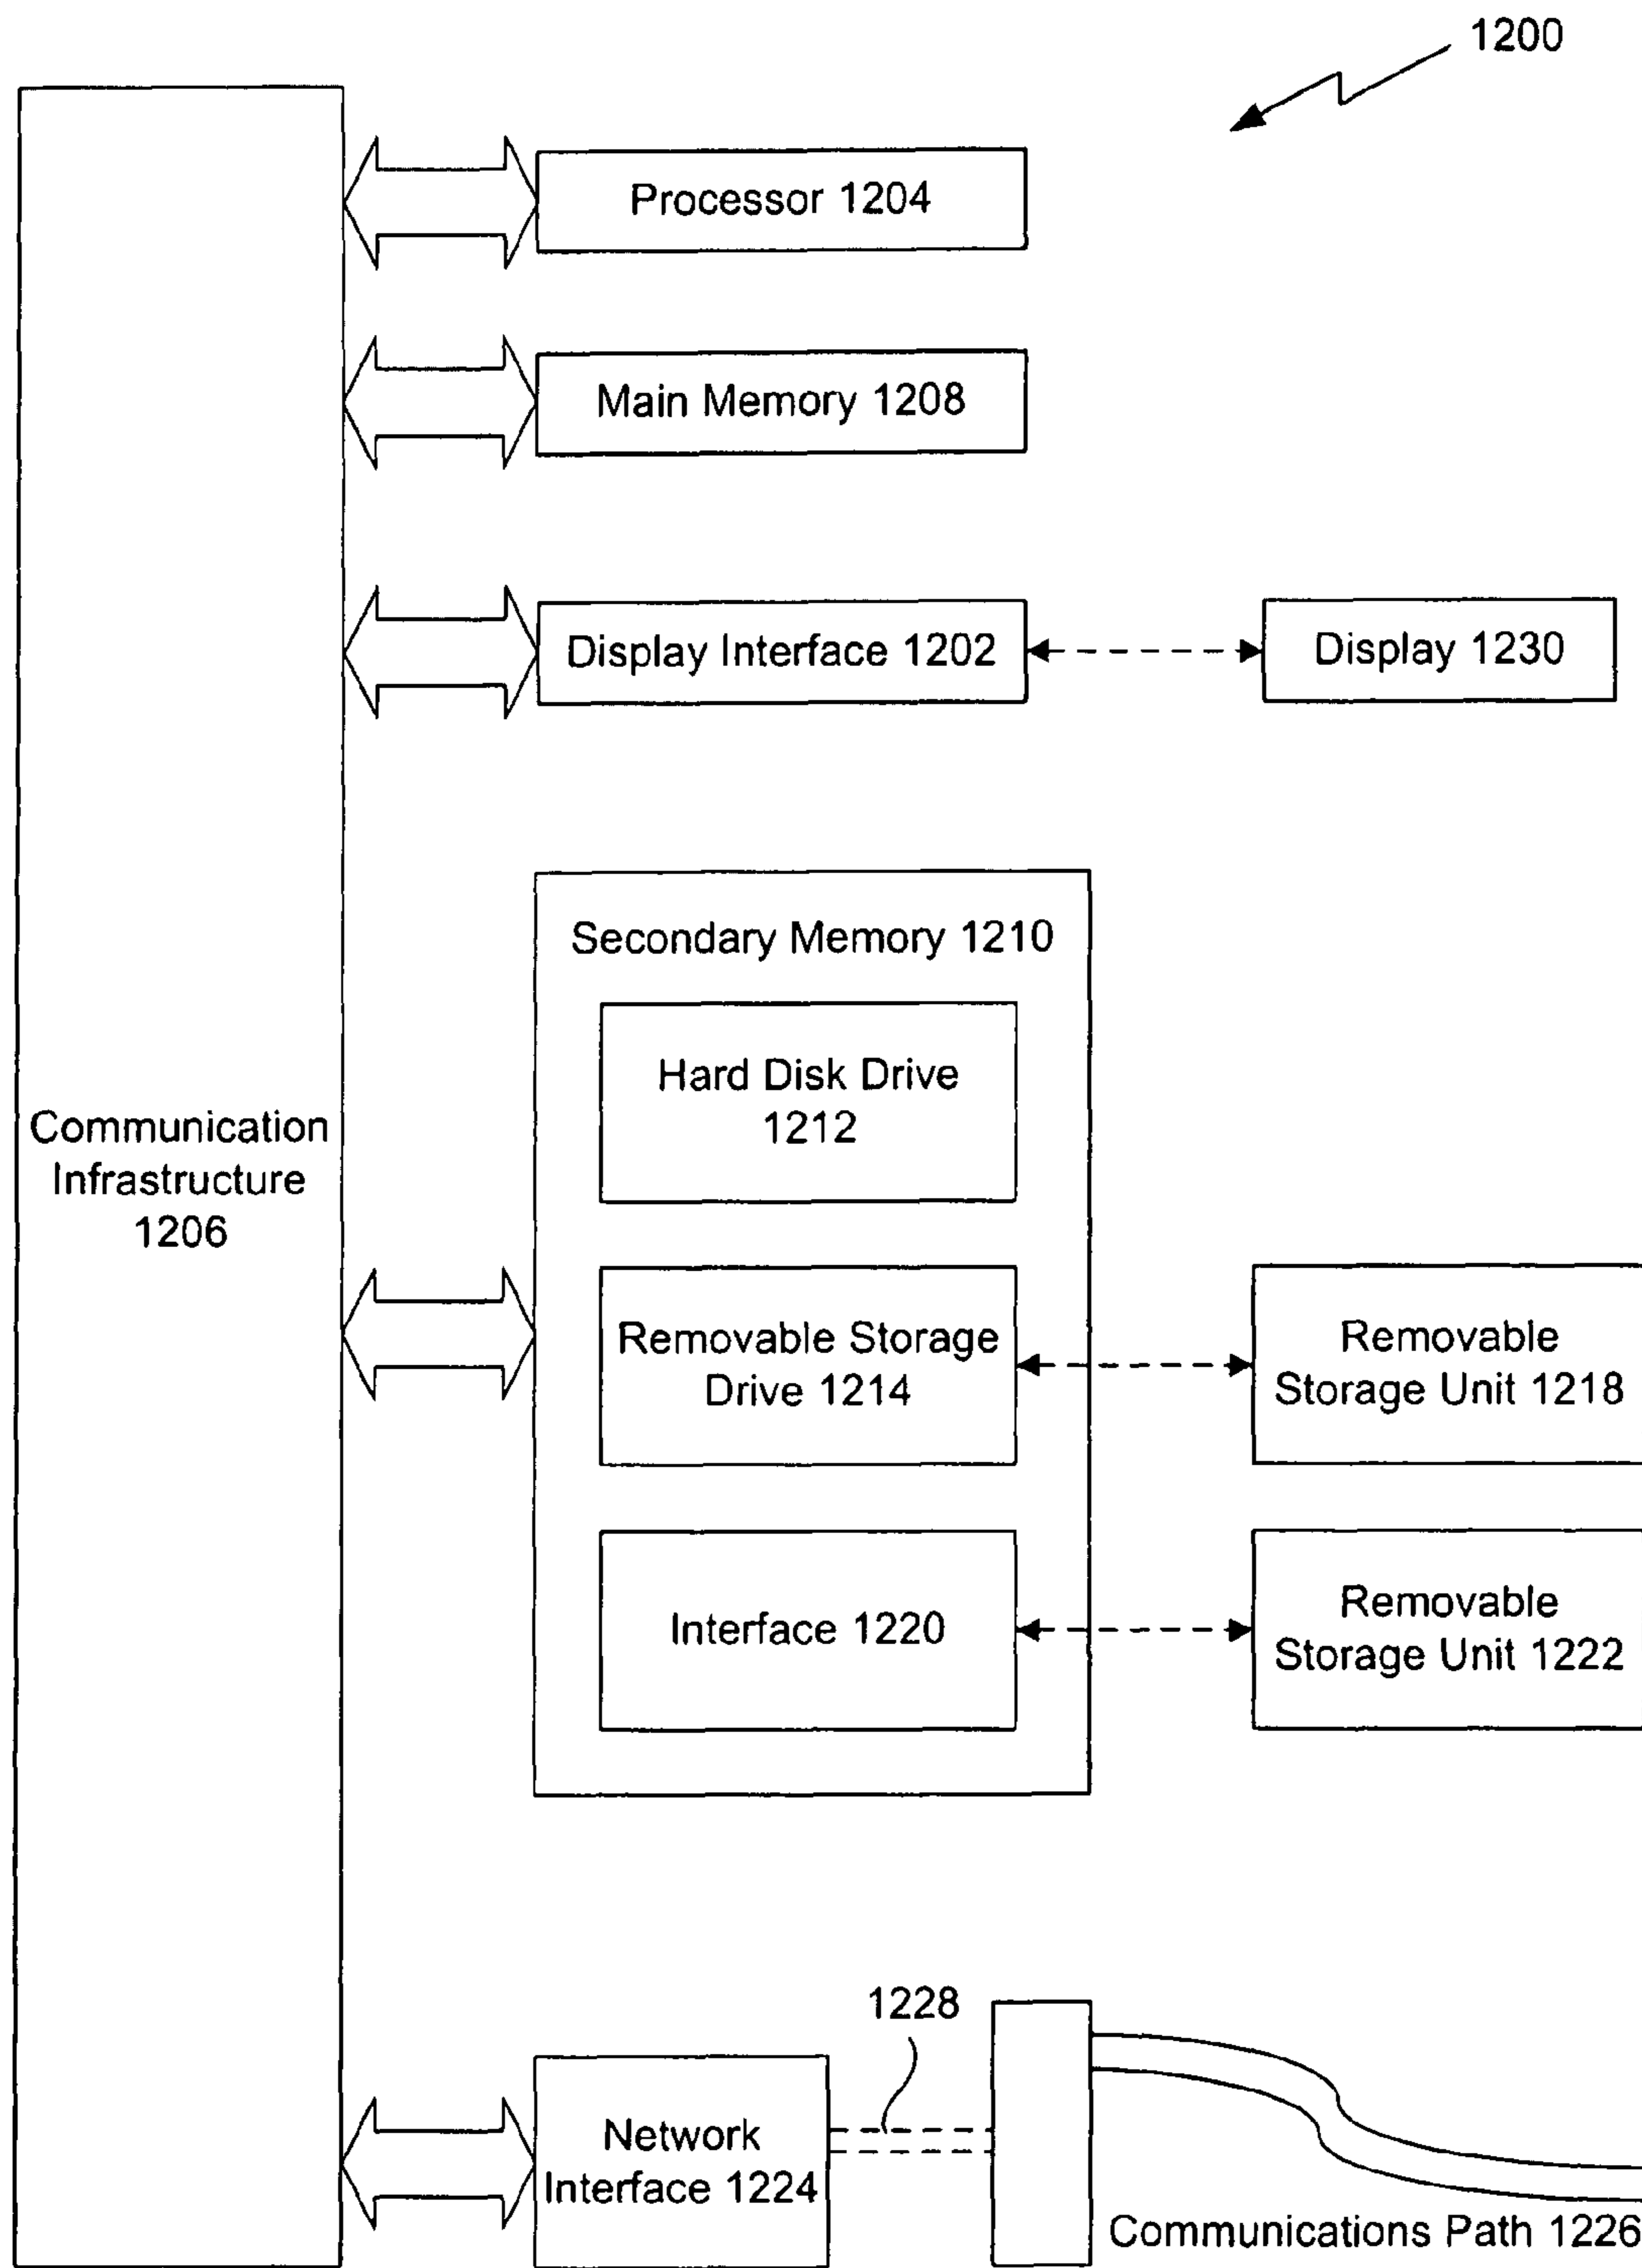 1200
Processor 1204
Main Memory 1208
Display Interface 1202
Display 1230
Secondary Memory 1210
Hard Disk Drive
1212
Communication
Infrastructure
1206
Removable Storage
Drive 1214
Removable
Storage Unit 1218
Interface 1220
Removable
Storage Unit 1222
1228
Network
Interface 1224
Communications Path 1226